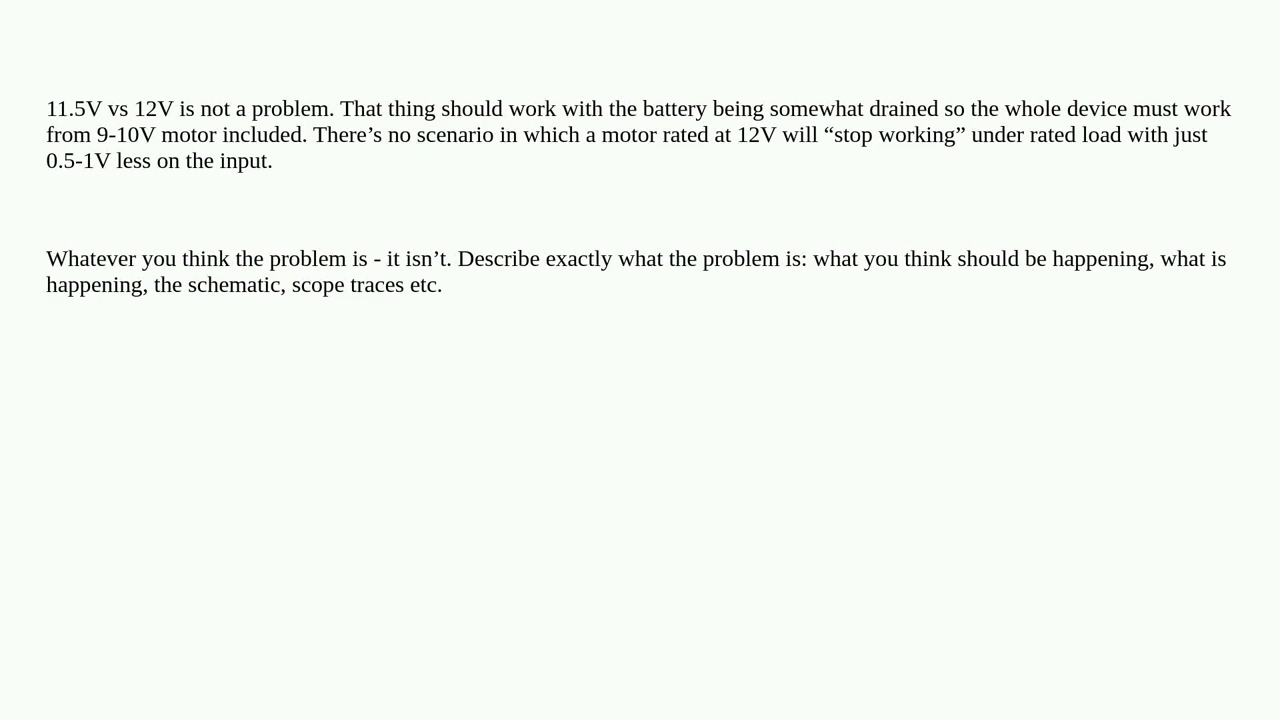 11.5V vs 12V is not a problem. That thing should work with the battery being somewhat drained so the whole device must work
from 9-10V motor included. There’s no scenario in which a motor rated at 12V will “stop working” under rated load with just
0.5-1V less on the input.
Whatever you think the problem is - it isn’t. Describe exactly what the problem is: what you think should be happening, what is
happening, the schematic, scope traces etc.